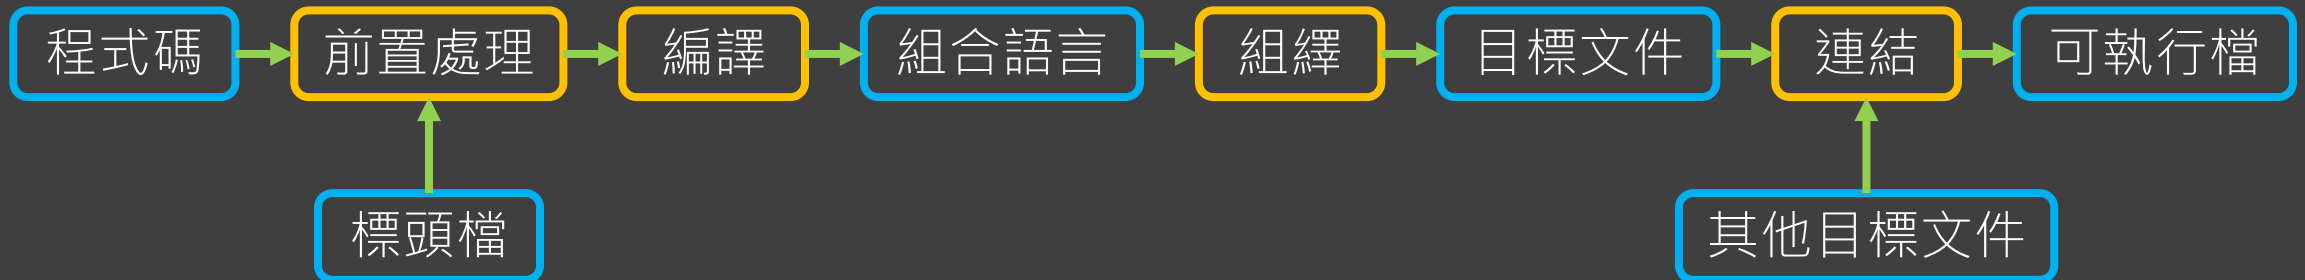 程式碼
前置處理
編譯
組合語言
組繹
目標文件
連結
可執行檔
標頭檔
其他目標文件